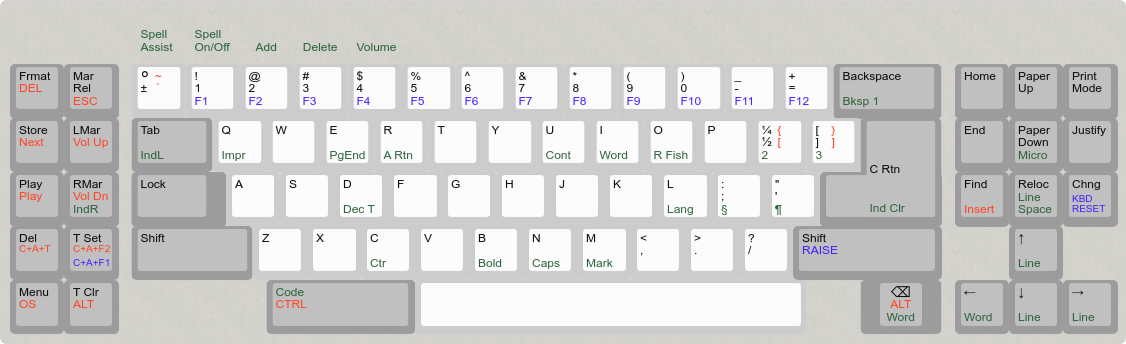 Spell Assist
Spell On/Off
Add
Delete
Volume
Frmat
DEL
Mar
Rel
ESC
° ~
± `
!
1
F1
@
2
F2
#
3
F3
$
4
F4
%
5
F5
^
6
F6
&
7
F7
*
8
F8
(
9
F9
)
0
F10
_
-
F11
+
=
F12
Backspace
Bksp 1
Home
Paper
Up
Print
Mode
Store
Next
LMar
Vol Up
Tab
IndL
Q
Impr
W
E
PgEnd
R
A Rtn
T
Y
U
Cont
I
Word
O
R Fish
P
¼ {
½ [
2
[ }
] ]
3
C Rtn
Ind Clr
End
Paper
Down
Micro
Justify
Play
Play
RMar
Vol Dn
IndR
Lock
A
S
D
Dec T
F
G
H
J
K
L
Lang
:
;
§
"
'
¶
Find
Insert
Reloc
Line
Space
Chng
KBD
RESET
Del
C+A+T
T Set
C+A+F2
C+A+F1
Shift
Z
X
C
Ctr
V
B
Bold
N
Caps
M
Mark
<
,
>
.
?
/
Shift
RAISE
↑
Line
Menu
OS
T Clr
ALT
Code
CTRL
⌫
ALT
Word
←
Word
↓
Line
→
Line